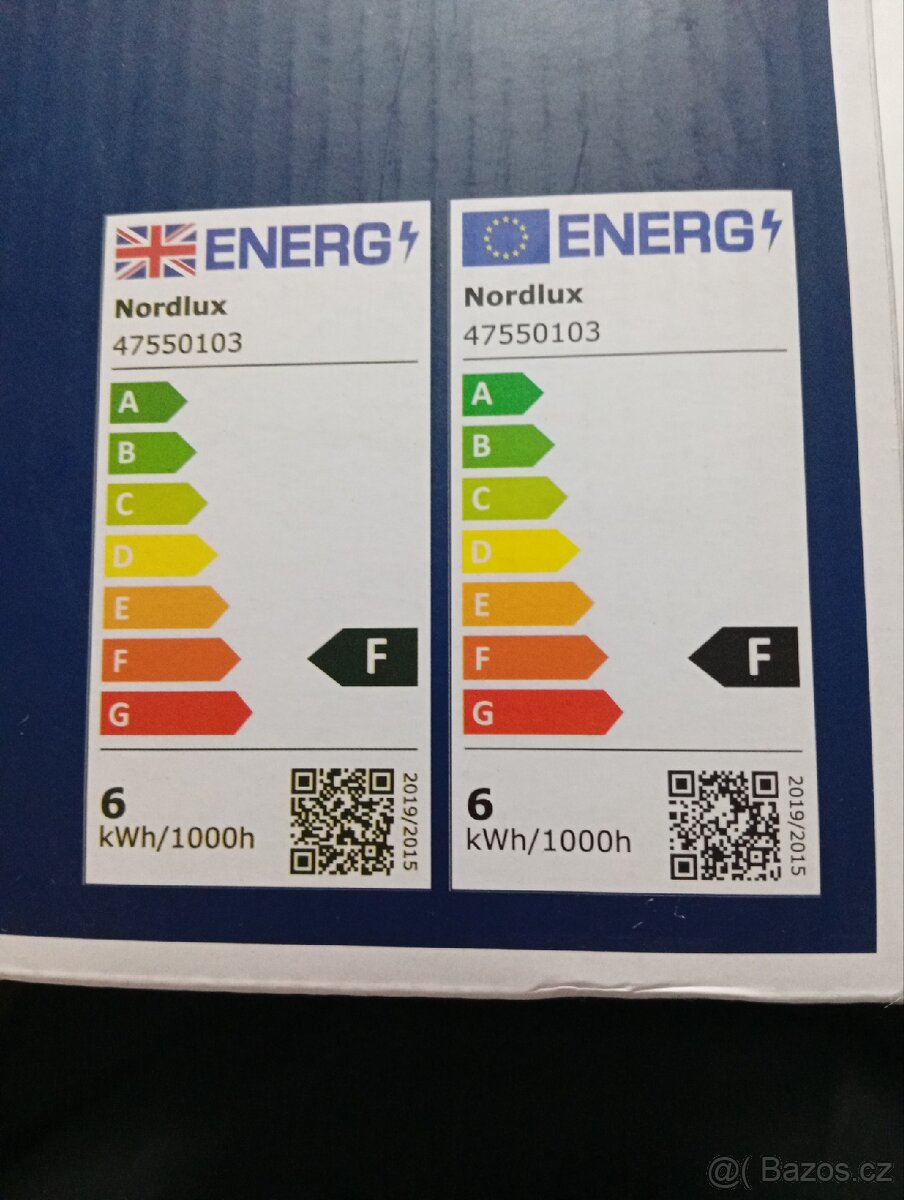 ENERG
Nordlux
47550103
A
B
C
D
E
F
G
F
6
kWh/1000h
2019/2015
ENERG
Nordlux
47550103
A
B
C
D
E
F
G
F
6
kWh/1000h
2019/2015
@( Bazos.cz